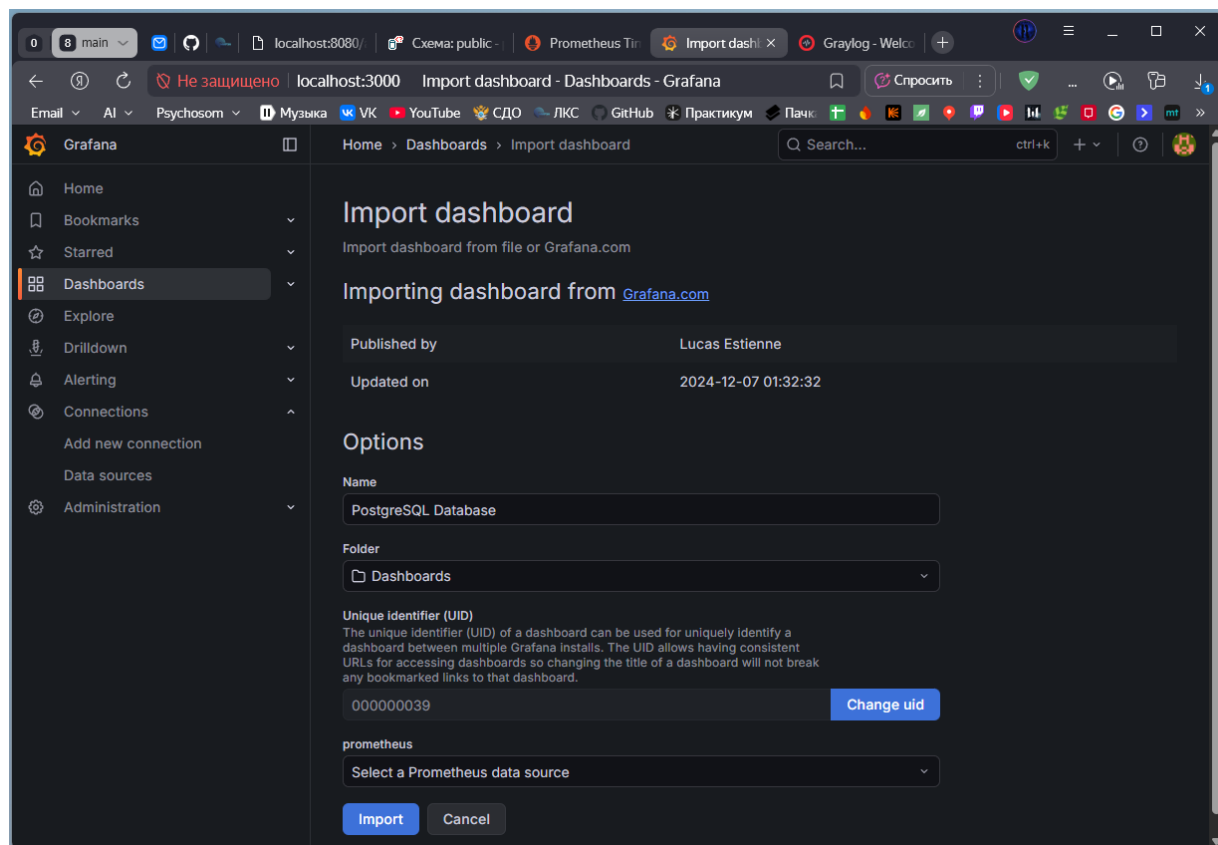 0 8 main localhost:8080/ Схема: public - Prometheus Tim Import dashl Graylog - Welco
Не защищено localhost:3000 Import dashboard - Dashboards - Grafana Спросить
Email AI Psychosom Музыка VK YouTube СДО ЛКС GitHub Практикум Пачка
Grafana
Home › Dashboards › Import dashboard
Search... ctrl+k
Home
Bookmarks
Starred
Dashboards
Explore
Drilldown
Alerting
Connections
Add new connection
Data sources
Administration
Import dashboard
Import dashboard from file or Grafana.com
Importing dashboard from Grafana.com
Published by Lucas Estienne
Updated on 2024-12-07 01:32:32
Options
Name
PostgreSQL Database
Folder
Dashboards
Unique identifier (UID)
The unique identifier (UID) of a dashboard can be used for uniquely identify a
dashboard between multiple Grafana installs. The UID allows having consistent
URLs for accessing dashboards so changing the title of a dashboard will not break
any bookmarked links to that dashboard.
000000039 Change uid
prometheus
Select a Prometheus data source
Import Cancel